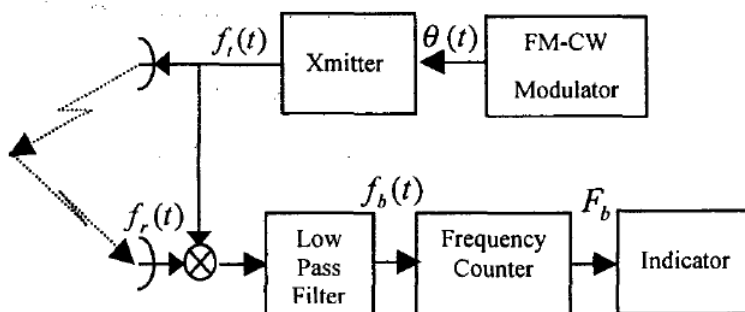 f_t(t)
Xmitter
θ(t)
FM-CW
Modulator
f_r(t)
Low
Pass
Filter
f_b(t)
Frequency
Counter
F_b
Indicator